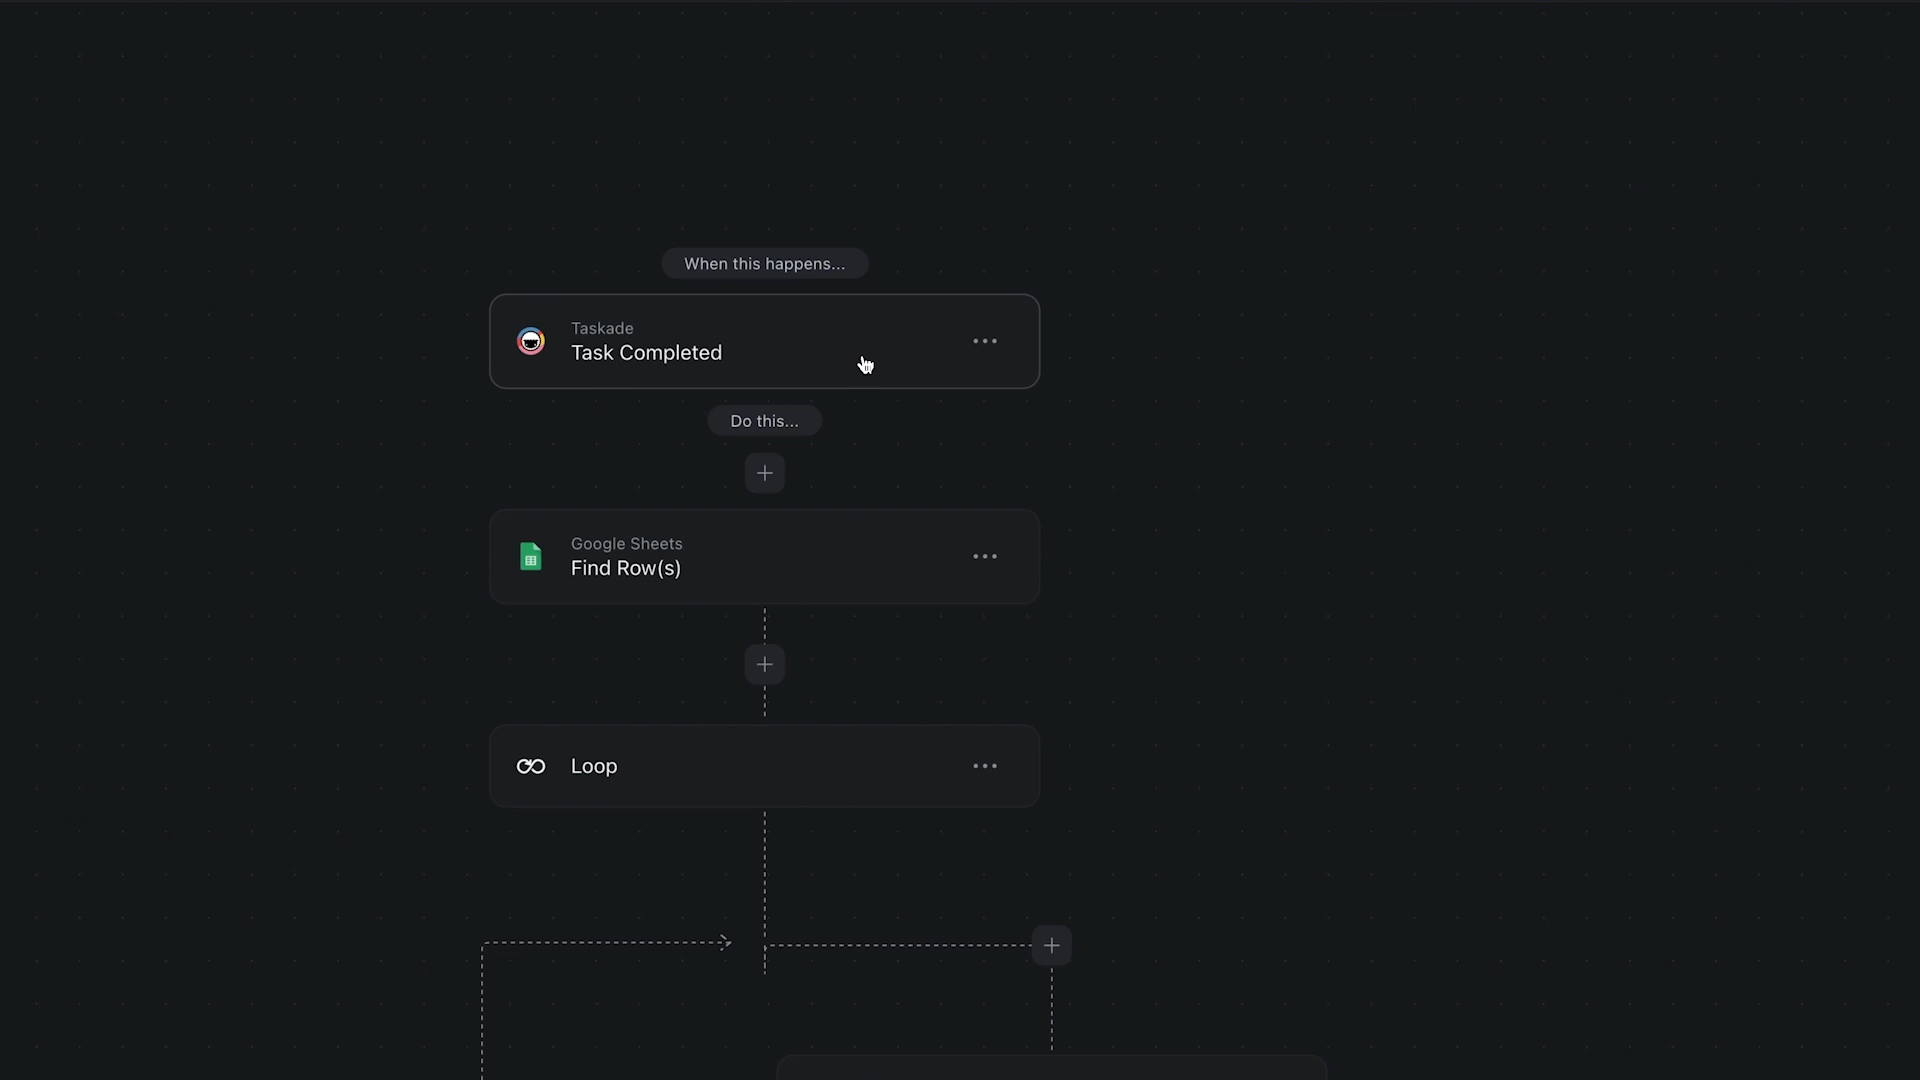 When this happens...
Taskade
Task Completed
Do this...
Google Sheets
Find Row(s)
Loop